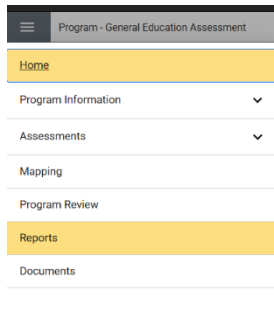 Program - General Education Assessment
Home
Program Information
Assessments
Mapping
Program Review
Reports
Documents